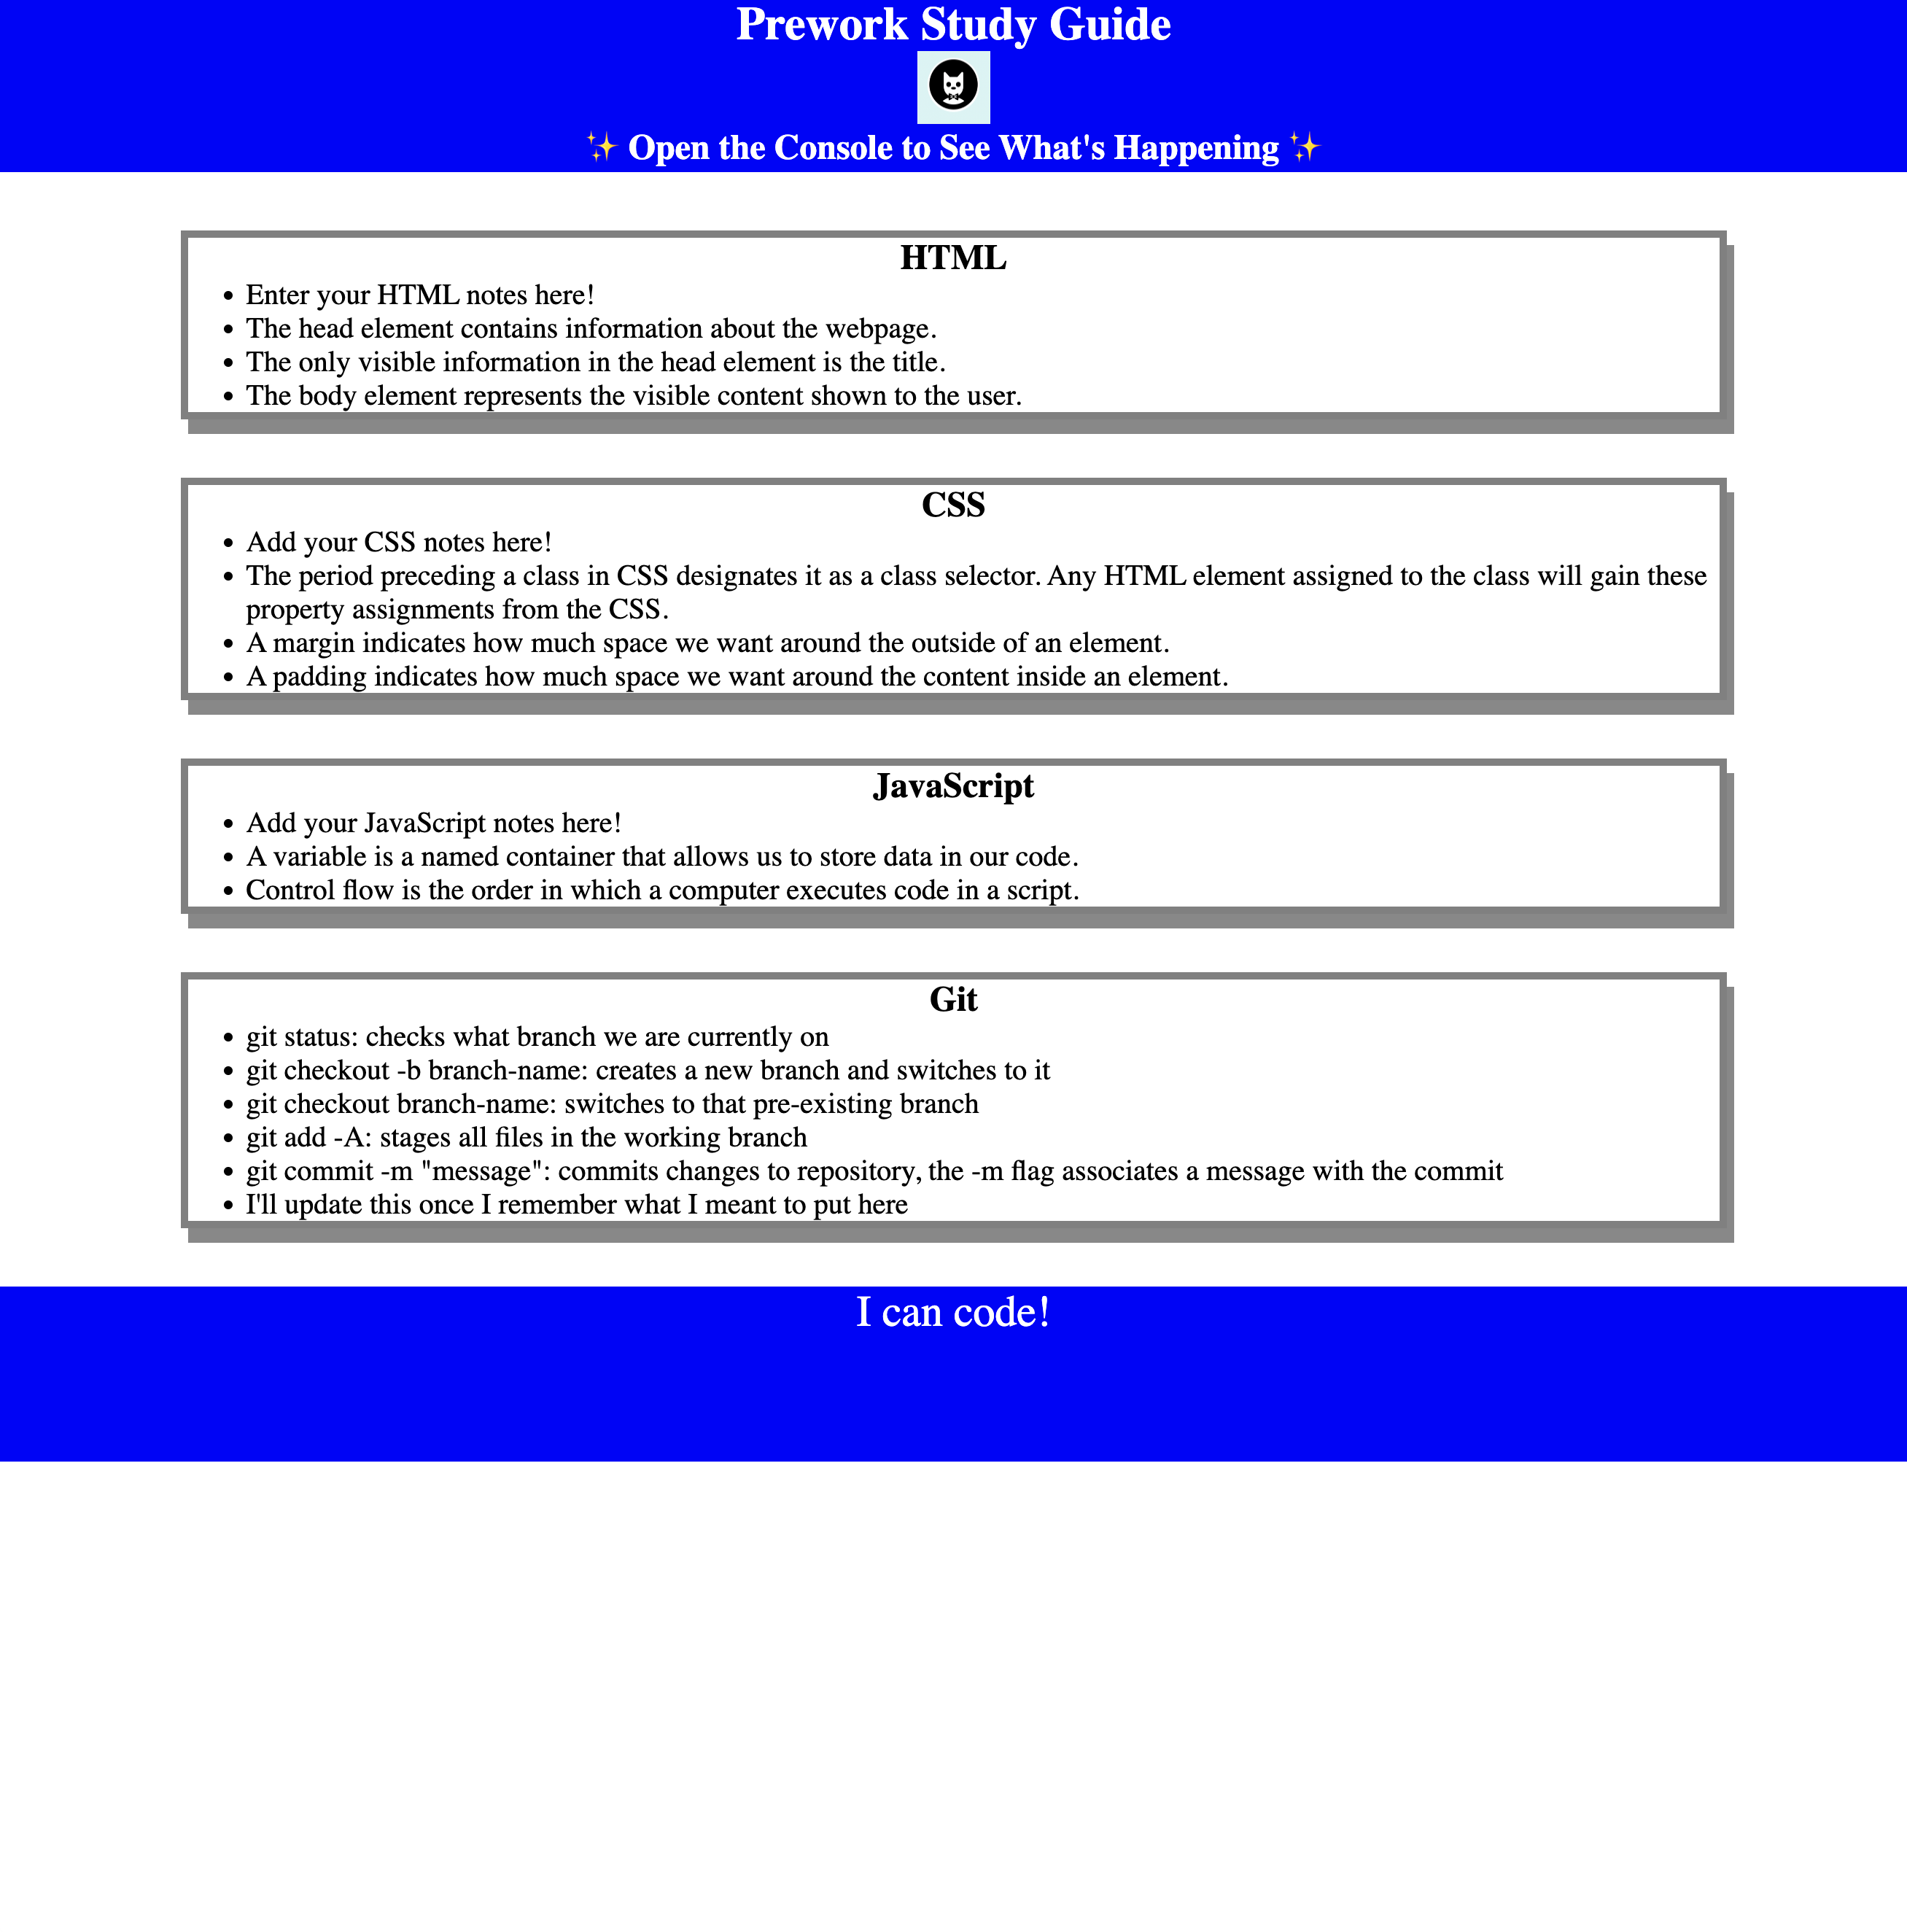 Prework Study Guide
✨ Open the Console to See What's Happening ✨
HTML
• Enter your HTML notes here!
• The head element contains information about the webpage.
• The only visible information in the head element is the title.
• The body element represents the visible content shown to the user.
CSS
• Add your CSS notes here!
• The period preceding a class in CSS designates it as a class selector. Any HTML element assigned to the class will gain these
property assignments from the CSS.
• A margin indicates how much space we want around the outside of an element.
• A padding indicates how much space we want around the content inside an element.
JavaScript
• Add your JavaScript notes here!
• A variable is a named container that allows us to store data in our code.
• Control flow is the order in which a computer executes code in a script.
Git
• git status: checks what branch we are currently on
• git checkout -b branch-name: creates a new branch and switches to it
• git checkout branch-name: switches to that pre-existing branch
• git add -A: stages all files in the working branch
• git commit -m "message": commits changes to repository, the -m flag associates a message with the commit
• I'll update this once I remember what I meant to put here
I can code!